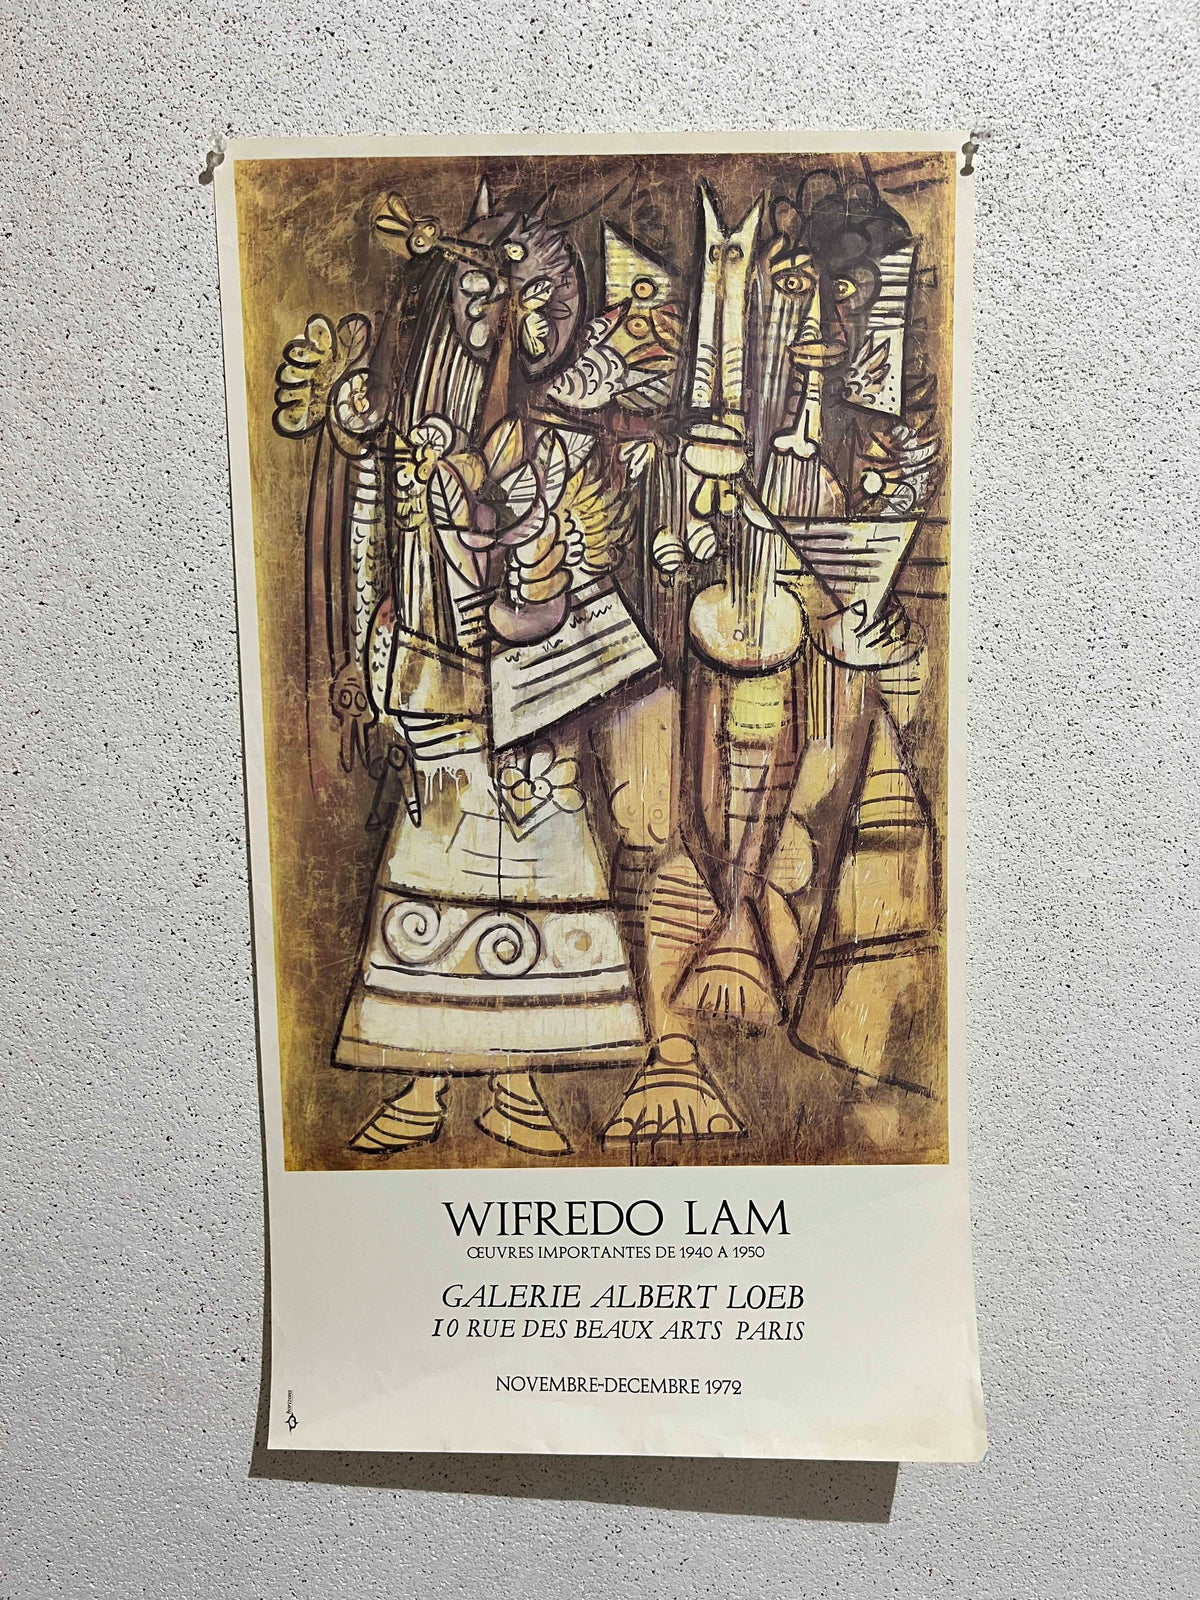 WIFREDO LAM
ŒUVRES IMPORTANTES DE 1940 A 1950
GALERIE ALBERT LOEB
10 RUE DES BEAUX ARTS PARIS
NOVEMBRE-DECEMBRE 1972